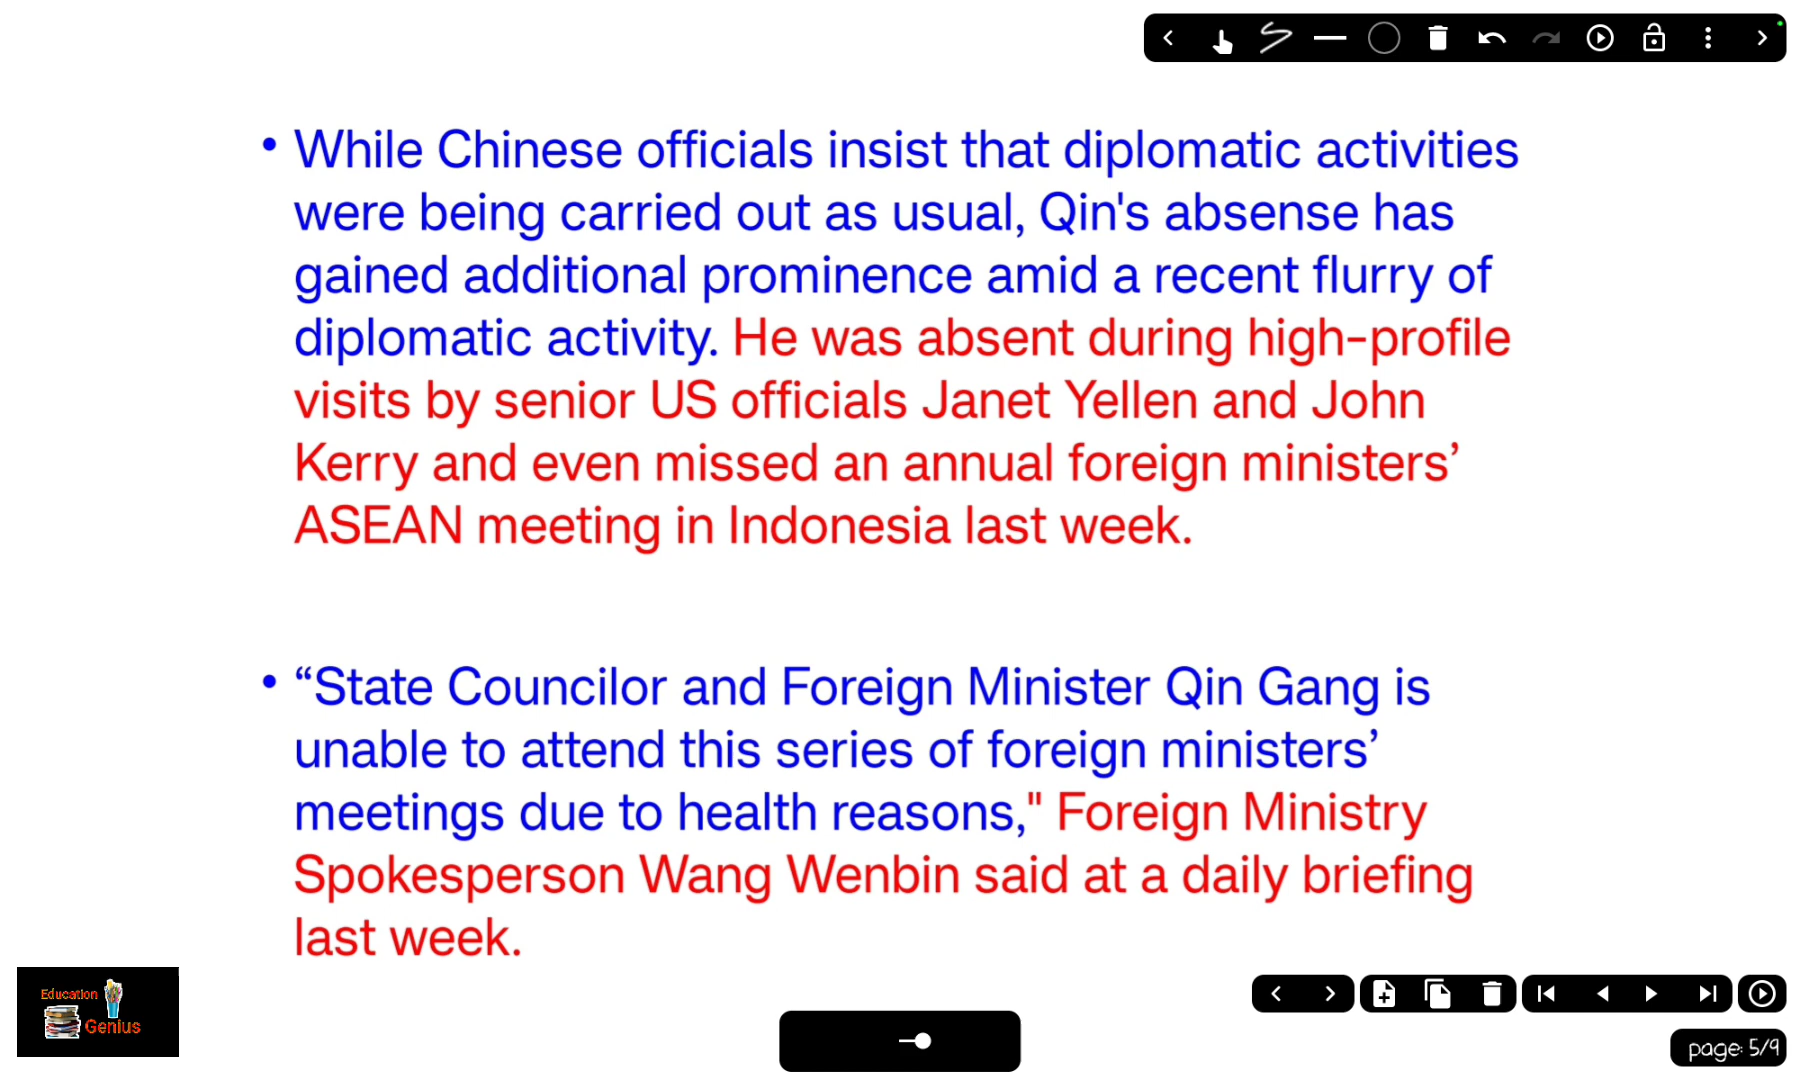 • While Chinese officials insist that diplomatic activities
were being carried out as usual, Qin's absense has
gained additional prominence amid a recent flurry of
diplomatic activity. He was absent during high-profile
visits by senior US officials Janet Yellen and John
Kerry and even missed an annual foreign ministers’
ASEAN meeting in Indonesia last week.
• “State Councilor and Foreign Minister Qin Gang is
unable to attend this series of foreign ministers’
meetings due to health reasons," Foreign Ministry
Spokesperson Wang Wenbin said at a daily briefing
last week.
Education
Genius
page: 5/9